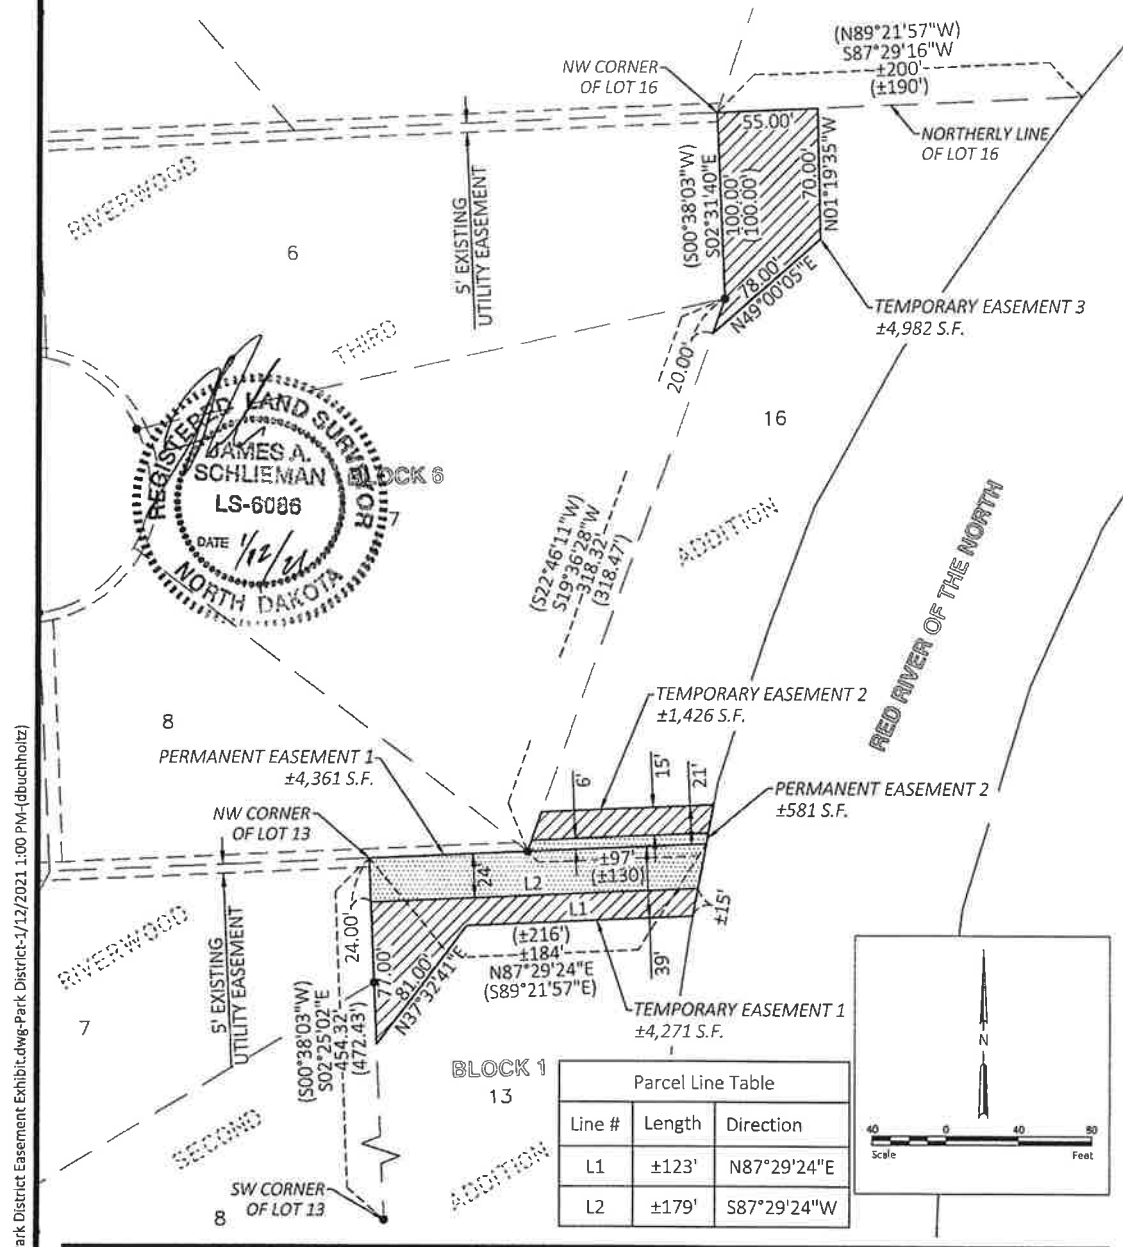 (N89°21'57"W)
S87°29'16"W
±200'
(±190')
NW CORNER
OF LOT 16
NORTHERLY LINE
OF LOT 16
55.00'
(S00°38'03"W)
S02°31'40"E
100.00'
(100.00')
70.00'
N01°19'35"W
RIVERWOOD
6
5' EXISTING
UTILITY EASEMENT
78.00'
N49°00'05"E
TEMPORARY EASEMENT 3
±4,982 S.F.
THIRD
20.00'
16
REGISTERED LAND SURVEYOR
JAMES A.
SCHLIEMAN
LS-6086
DATE 1/12/21
NORTH DAKOTA
BLOCK 6
7
ADDITION
(S22°46'11"W)
S19°36'28"W
318.32'
(318.47')
RED RIVER OF THE NORTH
8
TEMPORARY EASEMENT 2
±1,426 S.F.
PERMANENT EASEMENT 1
±4,361 S.F.
6'
15'
21'
PERMANENT EASEMENT 2
±581 S.F.
NW CORNER
OF LOT 13
±97'
(±130)
24'
L2
L1
±15'
39'
(±216')
±184'
N87°29'24"E
(S89°21'57"E)
24.00'
77.00'
81.00'
N37°32'41"E
RIVERWOOD
5' EXISTING
UTILITY EASEMENT
7
(S00°38'03"W)
S02°25'02"E
454.32'
(472.43')
TEMPORARY EASEMENT 1
±4,271 S.F.
BLOCK 1
13
SECOND
ADDITION
SW CORNER
OF LOT 13
8
Parcel Line Table
Line # Length Direction
L1 ±123' N87°29'24"E
L2 ±179' S87°29'24"W
N
40 0 40 80
Scale Feet
ark District Easement Exhibit.dwg-Park District-1/12/2021 1:00 PM-(dbuchholtz)